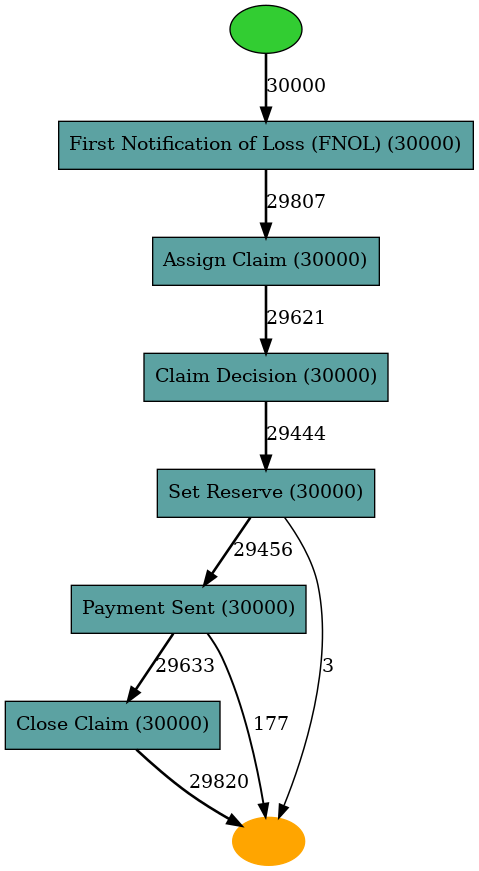 30000
First Notification of Loss (FNOL) (30000)
29807
Assign Claim (30000)
29621
Claim Decision (30000)
29444
Set Reserve (30000)
29456
Payment Sent (30000)
29633
3
Close Claim (30000)
177
29820